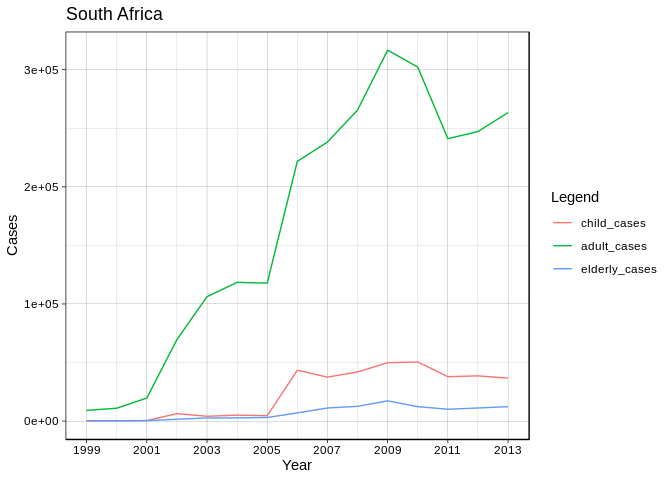 South Africa
3e+05
2e+05
1e+05
0e+00
Cases
1999 2001 2003 2005 2007 2009 2011 2013
Year
Legend
child_cases
adult_cases
elderly_cases